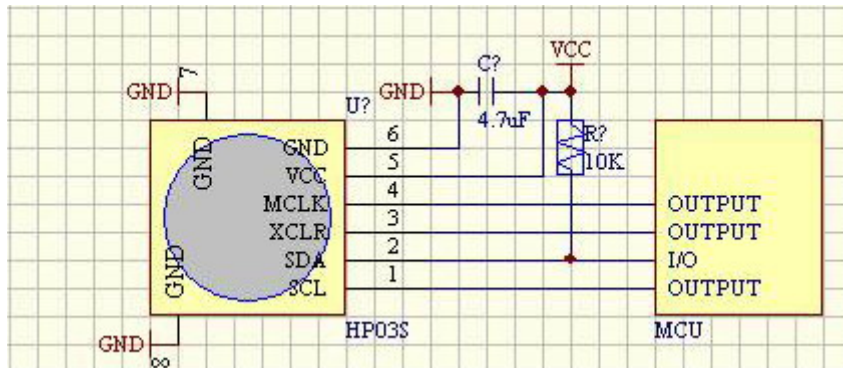 VCC
C?
7
GND
GND
U?
4.7uF
R?
10K
GND
6
GND
VCC
5
MCLK
4
OUTPUT
XCLR
3
OUTPUT
SDA
2
I/O
SCL
1
OUTPUT
GND
HP03S
MCU
GND
8